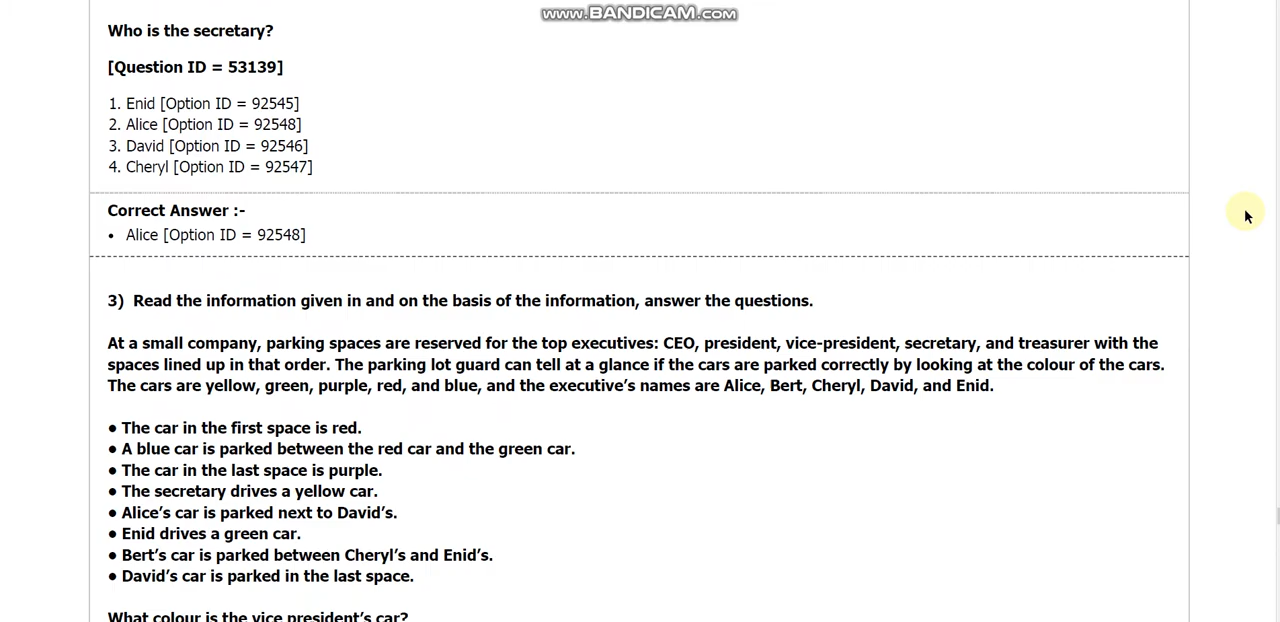 www.BANDICAM.com
Who is the secretary?
[Question ID = 53139]
1. Enid [Option ID = 92545]
2. Alice [Option ID = 92548]
3. David [Option ID = 92546]
4. Cheryl [Option ID = 92547]
Correct Answer :-
• Alice [Option ID = 92548]
3) Read the information given in and on the basis of the information, answer the questions.
At a small company, parking spaces are reserved for the top executives: CEO, president, vice-president, secretary, and treasurer with the
spaces lined up in that order. The parking lot guard can tell at a glance if the cars are parked correctly by looking at the colour of the cars.
The cars are yellow, green, purple, red, and blue, and the executive's names are Alice, Bert, Cheryl, David, and Enid.
● The car in the first space is red.
● A blue car is parked between the red car and the green car.
● The car in the last space is purple.
● The secretary drives a yellow car.
● Alice's car is parked next to David's.
● Enid drives a green car.
● Bert's car is parked between Cheryl's and Enid's.
● David's car is parked in the last space.
What colour is the vice president's car?